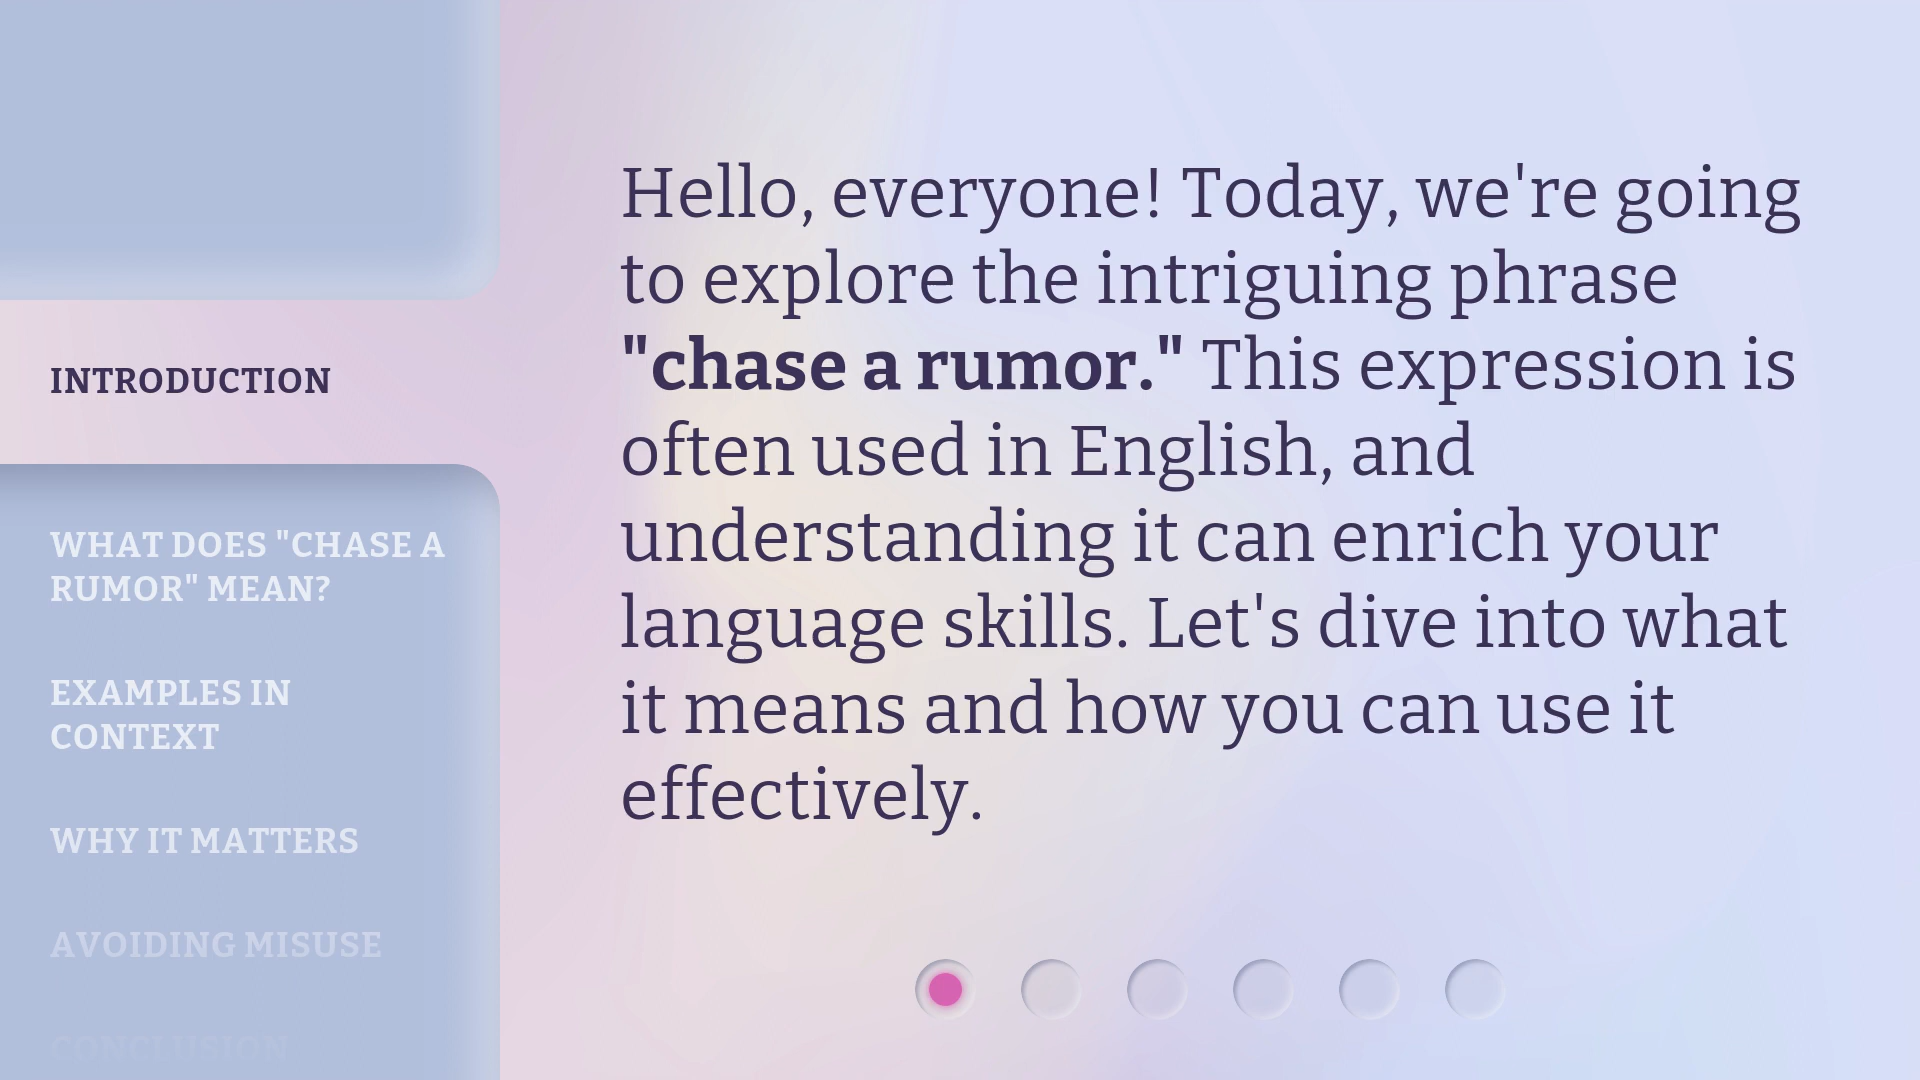 INTRODUCTION
WHAT DOES "CHASE A
RUMOR" MEAN?
EXAMPLES IN
CONTEXT
WHY IT MATTERS
AVOIDING MISUSE
CONCLUSION
Hello, everyone! Today, we're going
to explore the intriguing phrase
"chase a rumor." This expression is
often used in English, and
understanding it can enrich your
language skills. Let's dive into what
it means and how you can use it
effectively.